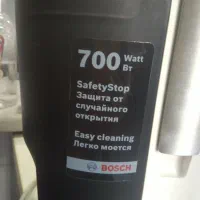 700 Watt
Вт
SafetyStop
Защита от
случайного
открытия
Easy cleaning
Легко моется
BOSCH